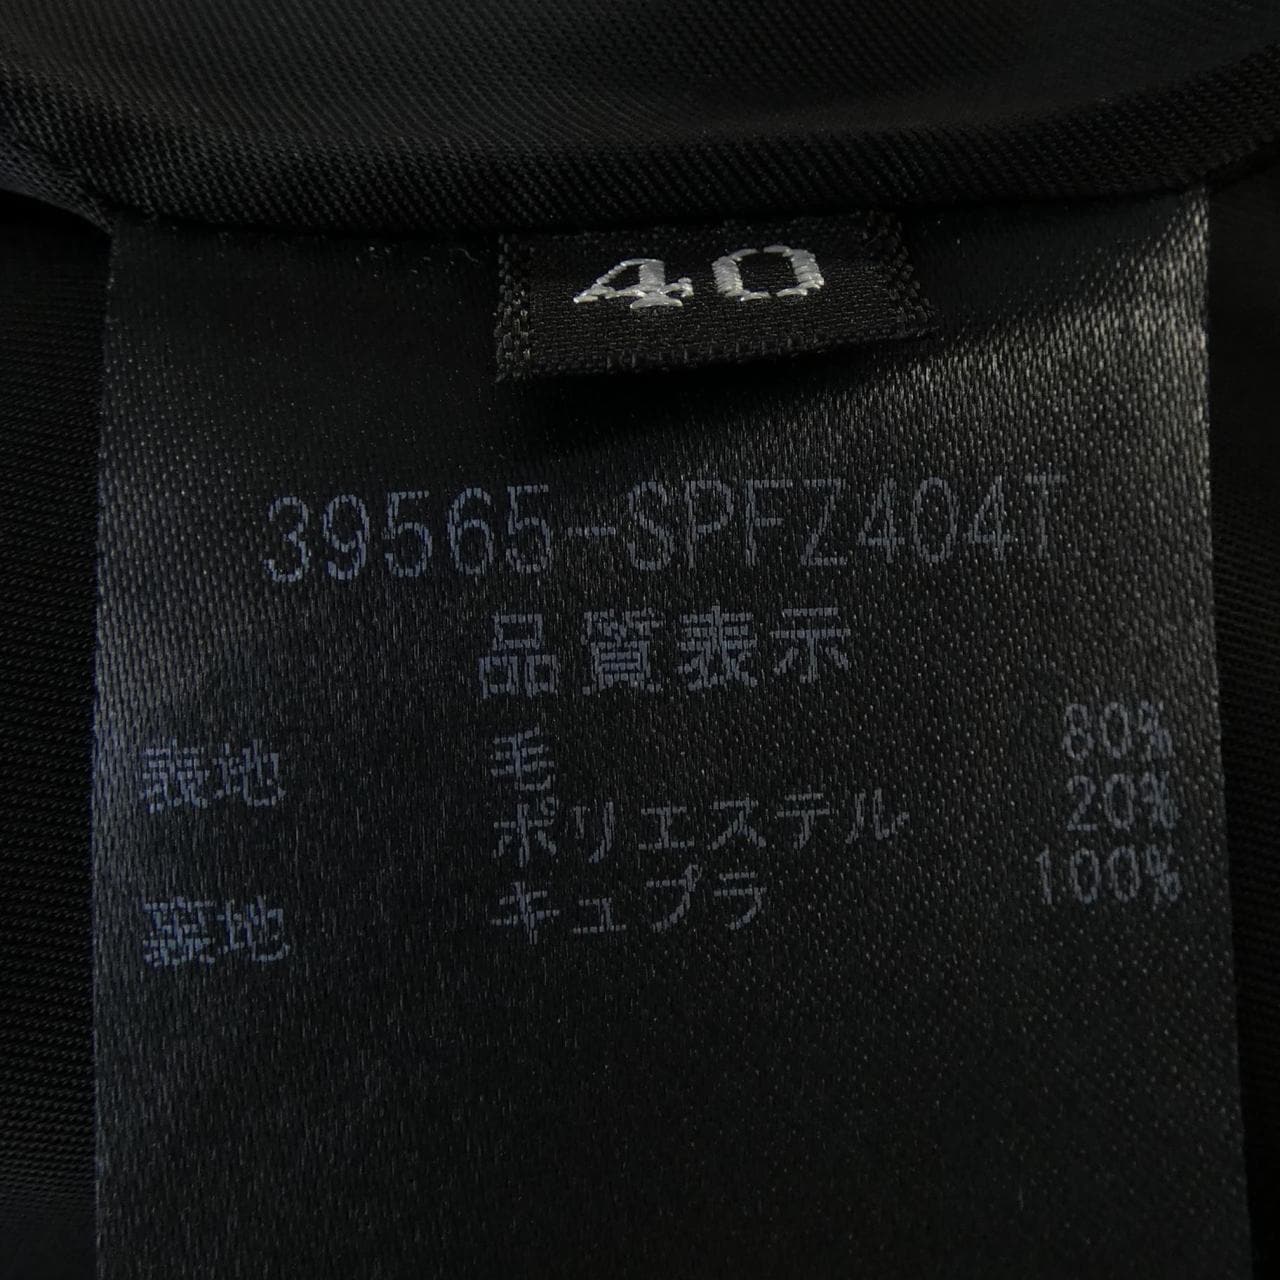 40
39565-SPFZ404T
品質表示
表地 毛 80%
ポリエステル 20%
裏地 キュプラ 100%